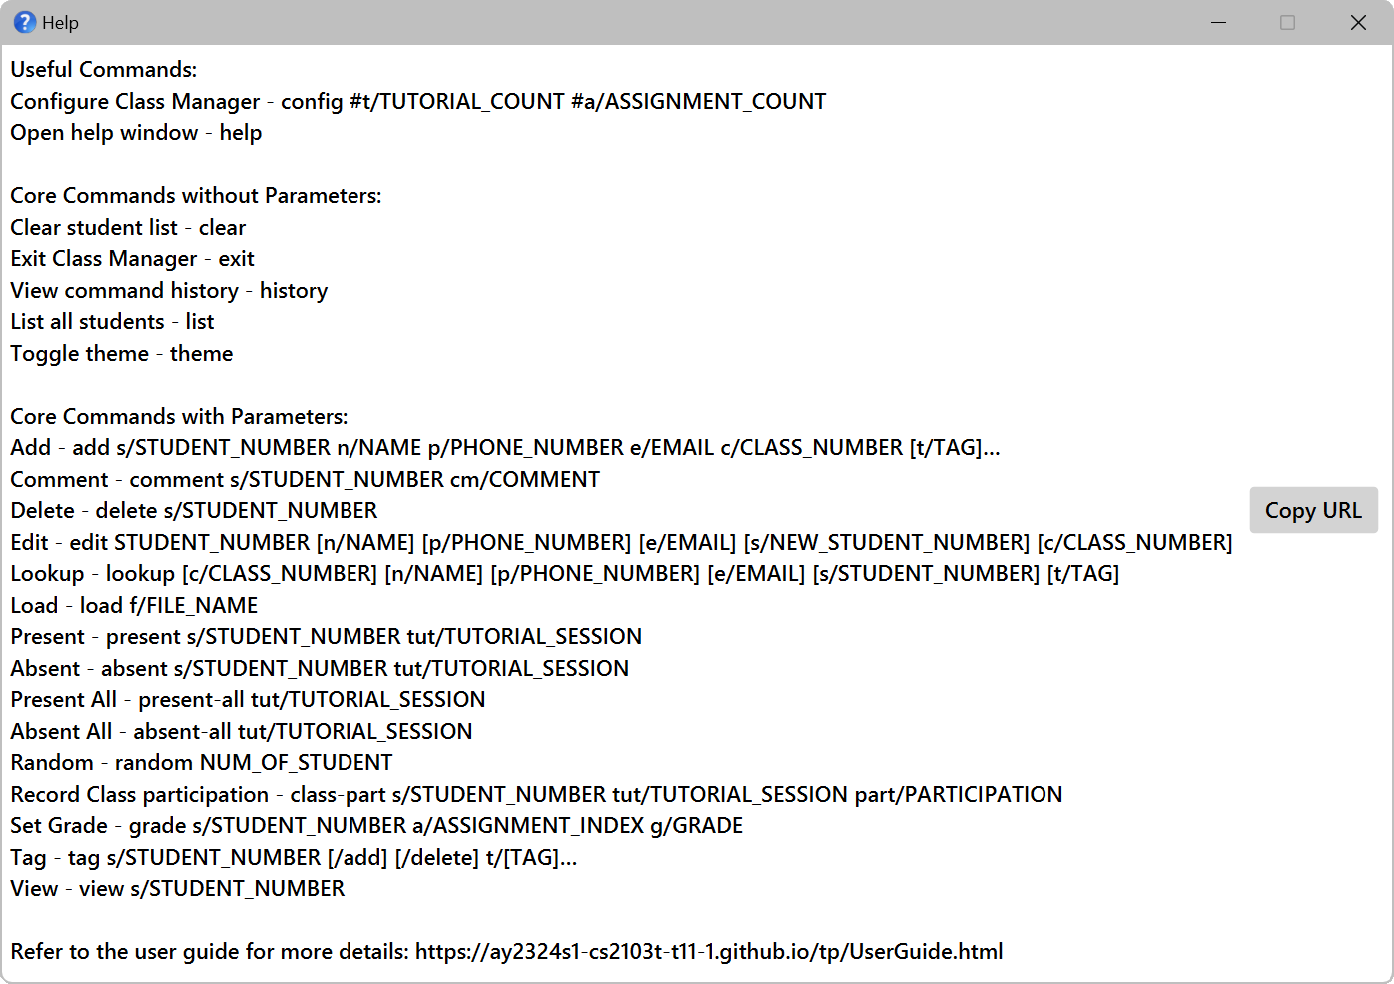 Help
Useful Commands:
Configure Class Manager - config #t/TUTORIAL_COUNT #a/ASSIGNMENT_COUNT
Open help window - help
Core Commands without Parameters:
Clear student list - clear
Exit Class Manager - exit
View command history - history
List all students - list
Toggle theme - theme
Core Commands with Parameters:
Add - add s/STUDENT_NUMBER n/NAME p/PHONE_NUMBER e/EMAIL c/CLASS_NUMBER [t/TAG]...
Comment - comment s/STUDENT_NUMBER cm/COMMENT
Delete - delete s/STUDENT_NUMBER
Copy URL
Edit - edit STUDENT_NUMBER [n/NAME] [p/PHONE_NUMBER] [e/EMAIL] [s/NEW_STUDENT_NUMBER] [c/CLASS_NUMBER]
Lookup - lookup [c/CLASS_NUMBER] [n/NAME] [p/PHONE_NUMBER] [e/EMAIL] [s/STUDENT_NUMBER] [t/TAG]
Load - load f/FILE_NAME
Present - present s/STUDENT_NUMBER tut/TUTORIAL_SESSION
Absent - absent s/STUDENT_NUMBER tut/TUTORIAL_SESSION
Present All - present-all tut/TUTORIAL_SESSION
Absent All - absent-all tut/TUTORIAL_SESSION
Random - random NUM_OF_STUDENT
Record Class participation - class-part s/STUDENT_NUMBER tut/TUTORIAL_SESSION part/PARTICIPATION
Set Grade - grade s/STUDENT_NUMBER a/ASSIGNMENT_INDEX g/GRADE
Tag - tag s/STUDENT_NUMBER [/add] [/delete] t/[TAG]...
View - view s/STUDENT_NUMBER
Refer to the user guide for more details: https://ay2324s1-cs2103t-t11-1.github.io/tp/UserGuide.html